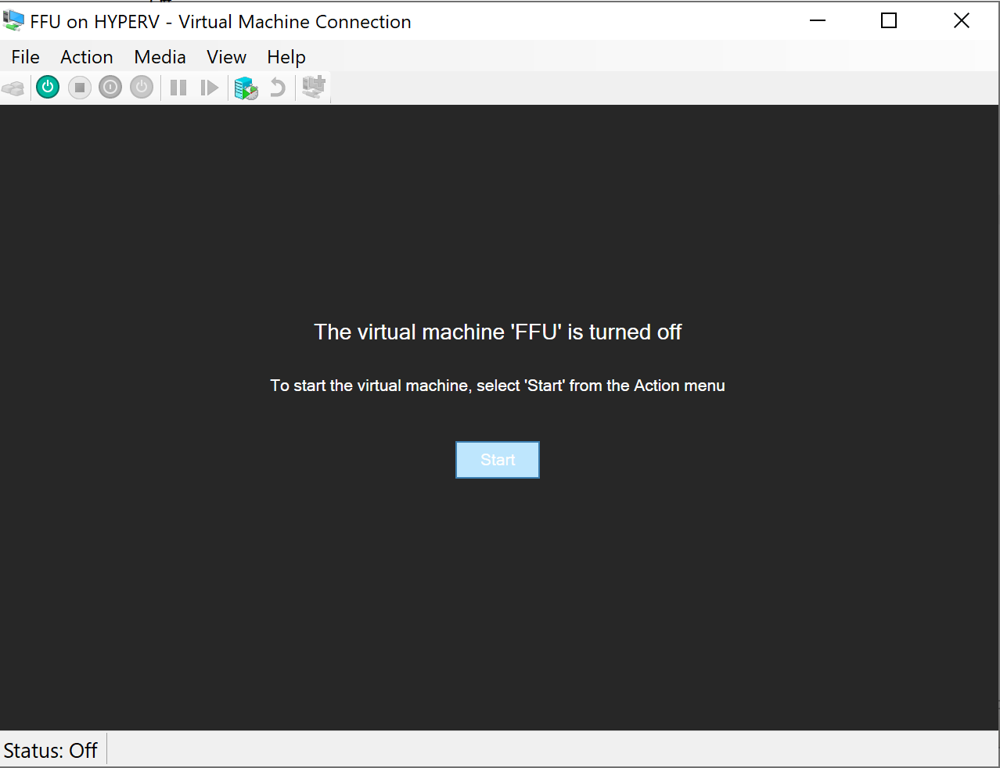 FFU on HYPERV - Virtual Machine Connection
File Action Media View Help
The virtual machine 'FFU' is turned off
To start the virtual machine, select 'Start' from the Action menu
Start
Status: Off